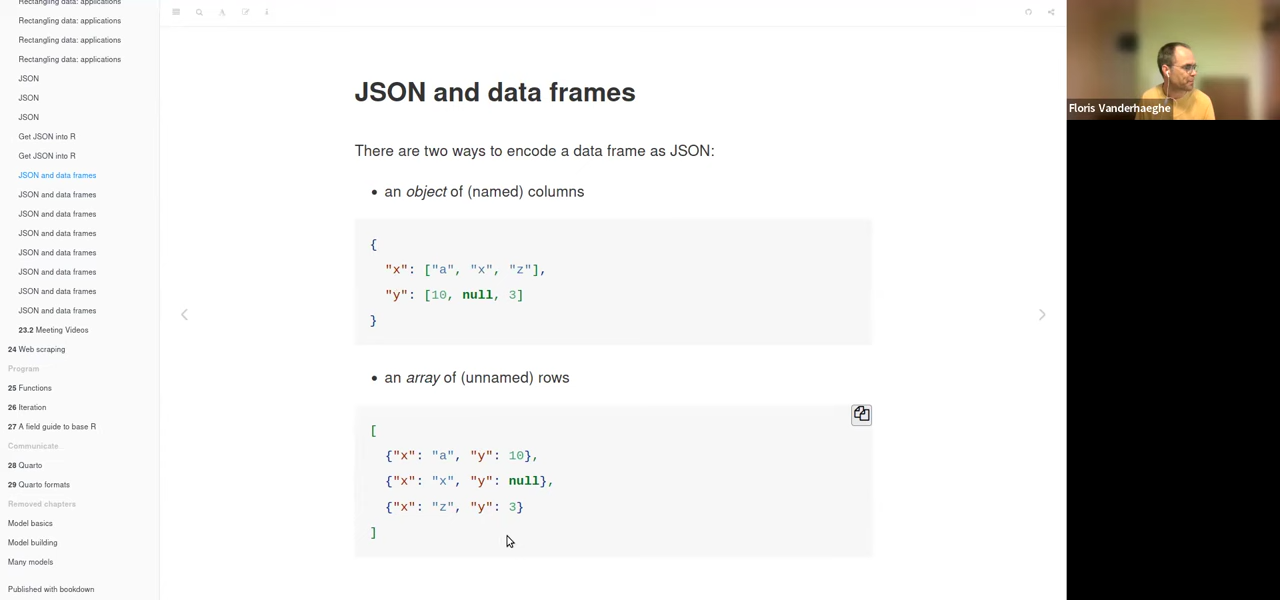 Rectangling data: applications
Rectangling data: applications
Rectangling data: applications
Rectangling data: applications
JSON
JSON
JSON
Get JSON into R
Get JSON into R
JSON and data frames
JSON and data frames
JSON and data frames
JSON and data frames
JSON and data frames
JSON and data frames
JSON and data frames
JSON and data frames
23.2 Meeting Videos
24 Web scraping
Program
25 Functions
26 Iteration
27 A field guide to base R
Communicate
28 Quarto
29 Quarto formats
Removed chapters
Model basics
Model building
Many models
Published with bookdown
JSON and data frames
There are two ways to encode a data frame as JSON:
• an object of (named) columns
{
"x": ["a", "x", "z"],
"y": [10, null, 3]
}
• an array of (unnamed) rows
[
{"x": "a", "y": 10},
{"x": "x", "y": null},
{"x": "z", "y": 3}
]
Floris Vanderhaeghe